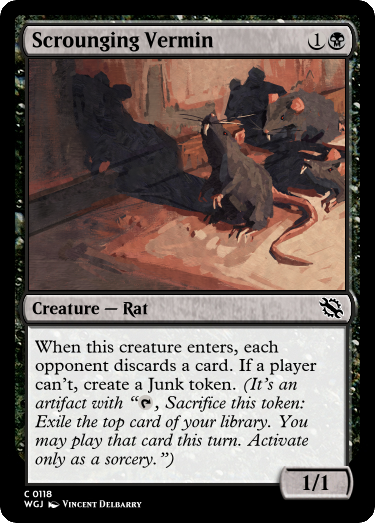 Scrounging Vermin 1
Creature — Rat
When this creature enters, each
opponent discards a card. If a player
can't, create a Junk token. (It's an
artifact with “, Sacrifice this token:
Exile the top card of your library. You
may play that card this turn. Activate
only as a sorcery.”)
1/1
C 0118
WGJ Vincent Delbarry